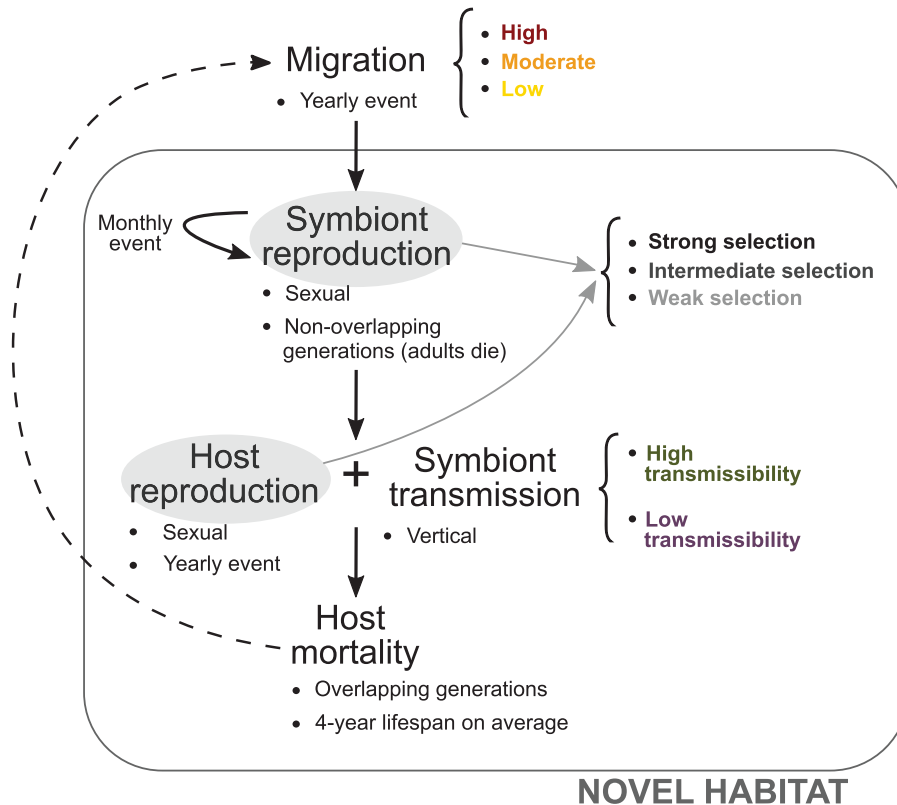 Migration
• Yearly event
• High
• Moderate
• Low
Monthly
event
Symbiont
reproduction
• Sexual
• Non-overlapping
generations (adults die)
• Strong selection
• Intermediate selection
• Weak selection
Host
reproduction
• Sexual
• Yearly event
+
Symbiont
transmission
• Vertical
• High
transmissibility
• Low
transmissibility
Host
mortality
• Overlapping generations
• 4-year lifespan on average
NOVEL HABITAT